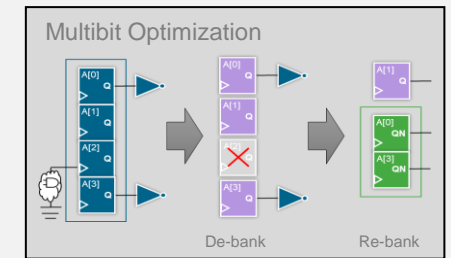 Multibit Optimization
A[0]
Q
A[1]
Q
A[2]
Q
A[3]
Q
A[0]
Q
A[1]
Q
Q
A[3]
Q
A[1]
Q
A[0]
QN
A[3]
QN
De-bank
Re-bank